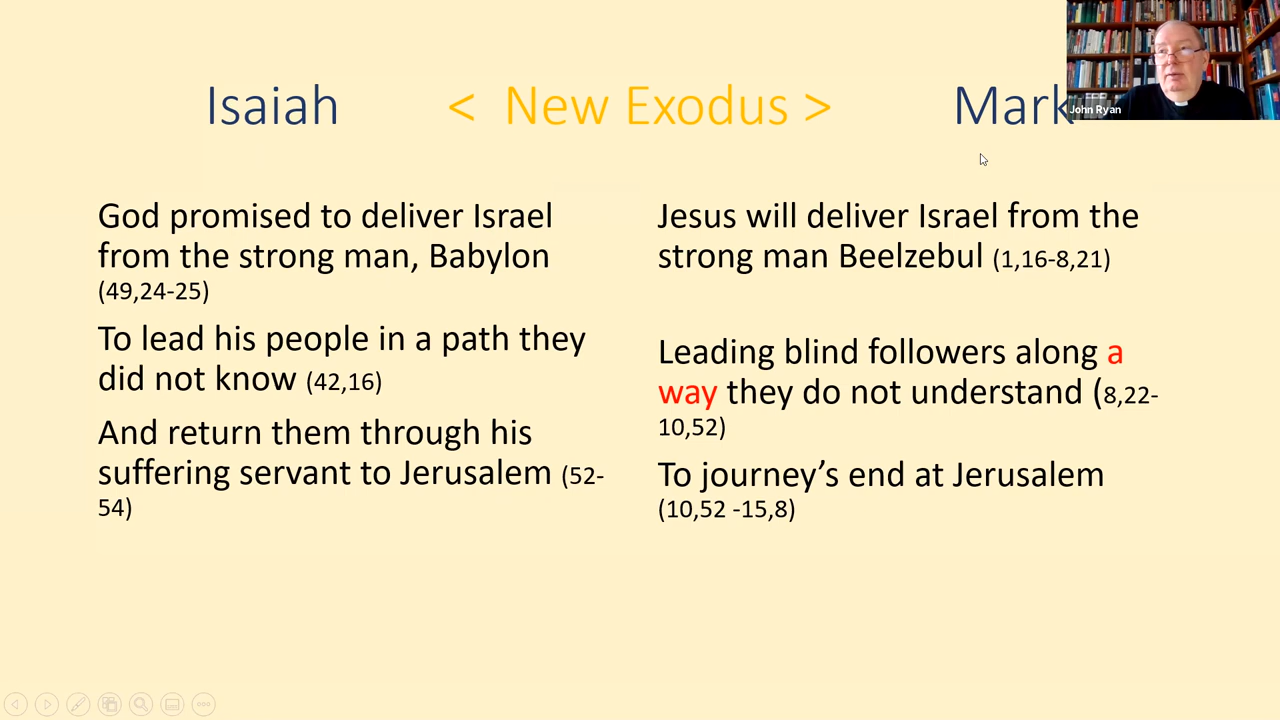 Isaiah < New Exodus > Mark
John Ryan
God promised to deliver Israel
from the strong man, Babylon
(49,24-25)
To lead his people in a path they
did not know (42,16)
And return them through his
suffering servant to Jerusalem (52-
54)
Jesus will deliver Israel from the
strong man Beelzebul (1,16-8,21)
Leading blind followers along a
way they do not understand (8,22-
10,52)
To journey’s end at Jerusalem
(10,52 -15,8)